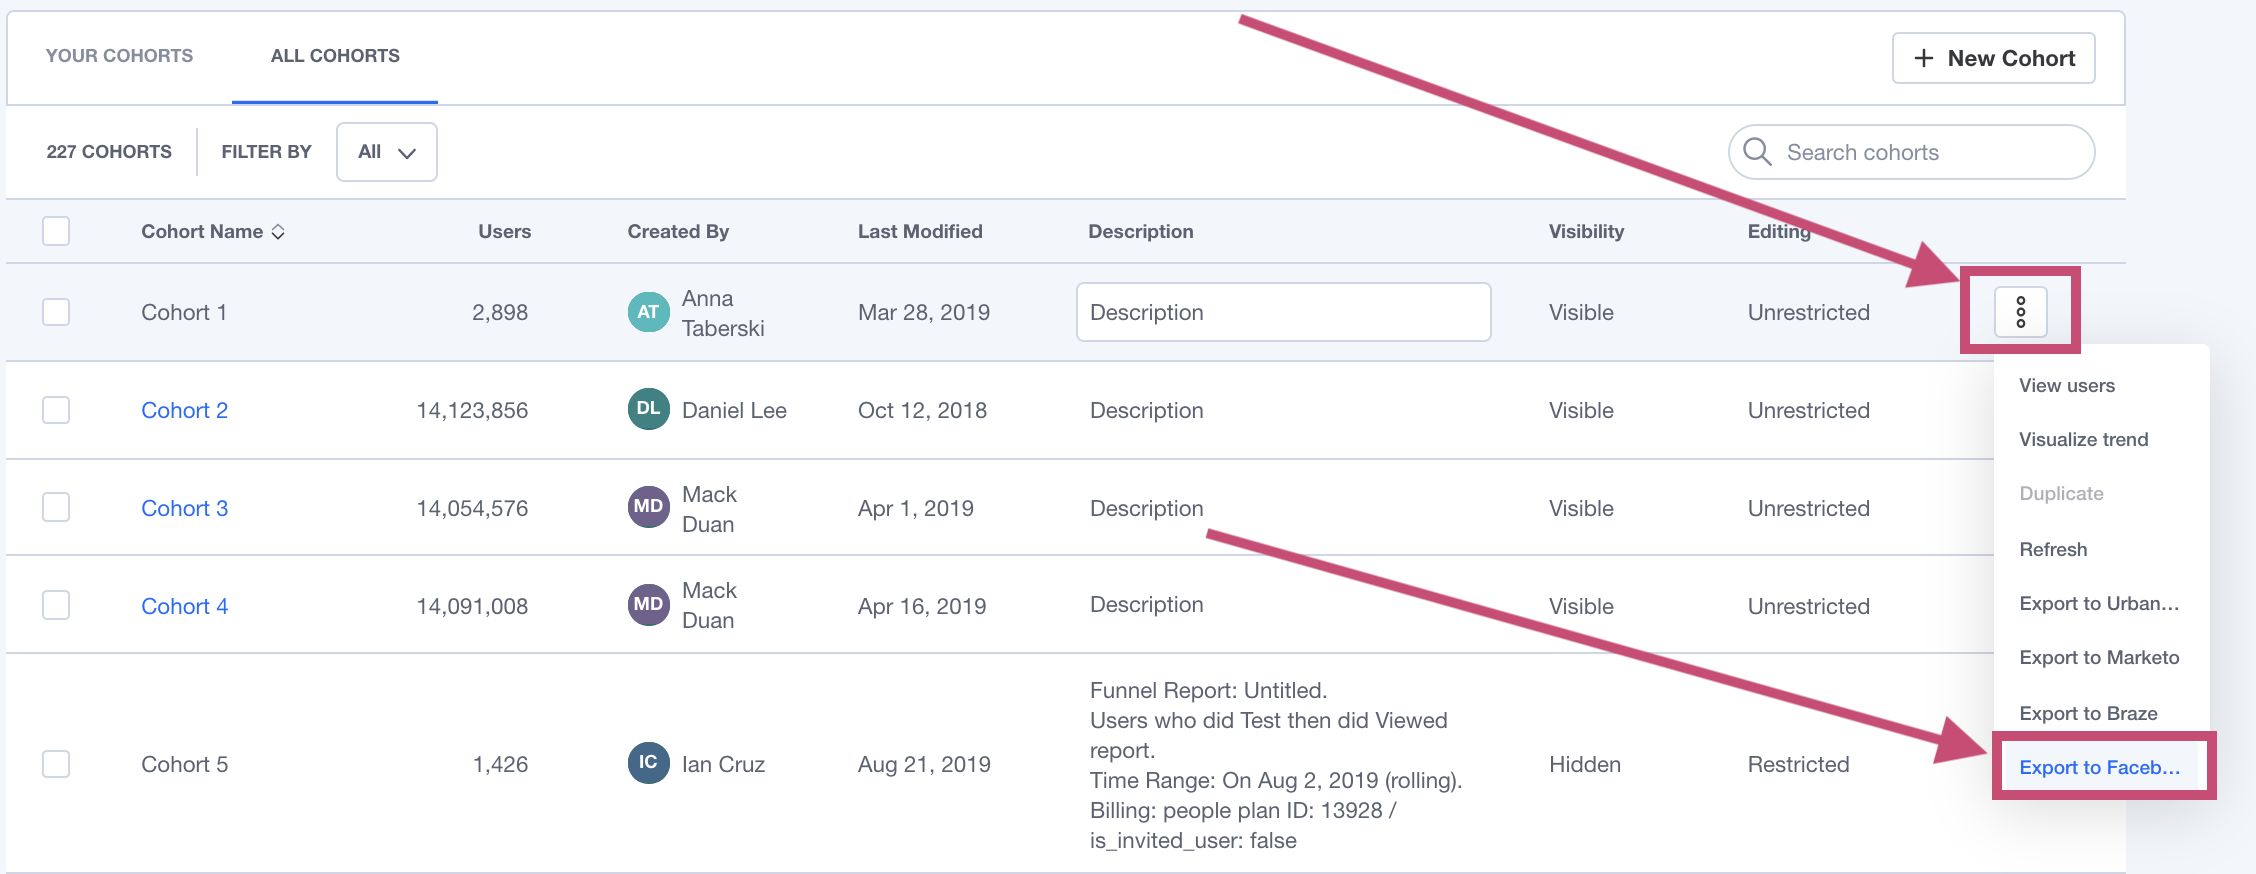 YOUR COHORTS
ALL COHORTS
+ New Cohort
227 COHORTS
FILTER BY
All
Search cohorts
Cohort Name
Users
Created By
Last Modified
Description
Visibility
Editing
Cohort 1
2,898
AT
Anna
Taberski
Mar 28, 2019
Description
Visible
Unrestricted
Cohort 2
14,123,856
DL
Daniel Lee
Oct 12, 2018
Description
Visible
Unrestricted
Cohort 3
14,054,576
MD
Mack
Duan
Apr 1, 2019
Description
Visible
Unrestricted
Cohort 4
14,091,008
MD
Mack
Duan
Apr 16, 2019
Description
Visible
Unrestricted
Cohort 5
1,426
IC
Ian Cruz
Aug 21, 2019
Funnel Report: Untitled.
Users who did Test then did Viewed
report.
Time Range: On Aug 2, 2019 (rolling).
Billing: people plan ID: 13928 /
is_invited_user: false
Hidden
Restricted
View users
Visualize trend
Duplicate
Refresh
Export to Urban...
Export to Marketo
Export to Braze
Export to Faceb...